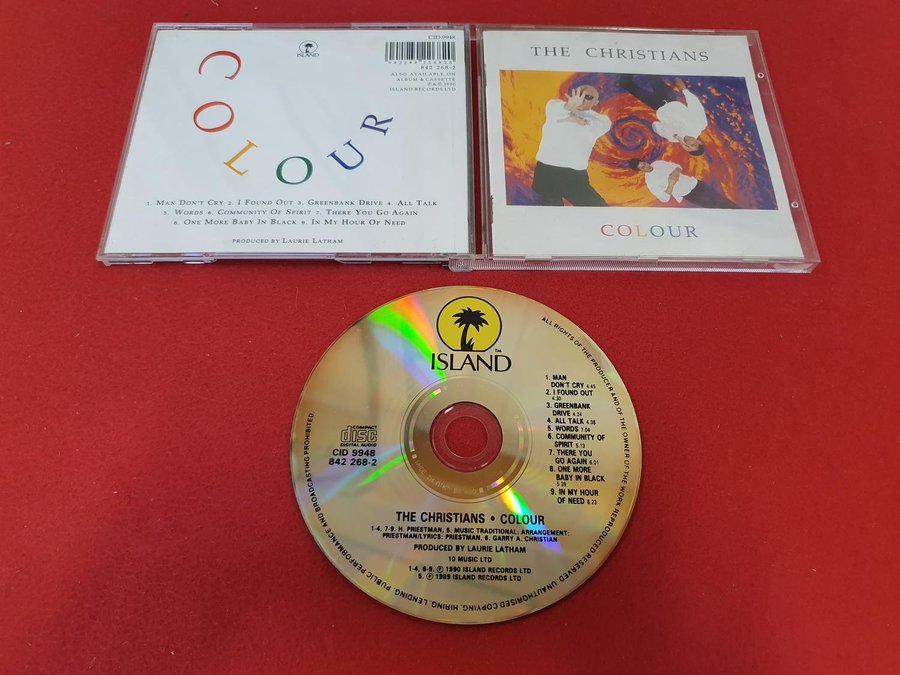 CID 9948
ISLAND
842 268-2
ALSO AVAILABLE ON
ALBUM & CASSETTE
℗ & © 1990
ISLAND RECORDS LTD
COLOUR
1. MAN DON'T CRY 2. I FOUND OUT 3. GREENBANK DRIVE 4. ALL TALK
5. WORDS 6. COMMUNITY OF SPIRIT 7. THERE YOU GO AGAIN
8. ONE MORE BABY IN BLACK 9. IN MY HOUR OF NEED
PRODUCED BY LAURIE LATHAM
THE CHRISTIANS
COLOUR
ISLAND™
1. MAN
DON'T CRY 4.45
2. I FOUND OUT
4.30
3. GREENBANK
DRIVE 4.24
4. ALL TALK 4.38
5. WORDS 7.04
6. COMMUNITY OF
SPIRIT 5.13
7. THERE YOU
GO AGAIN 6.01
8. ONE MORE
BABY IN BLACK
5.28
9. IN MY HOUR
OF NEED 8.23
COMPACT
disc
DIGITAL AUDIO
CID 9948
842 268-2
THE CHRISTIANS • COLOUR
1-4, 7-9. H. PRIESTMAN, 5. MUSIC TRADITIONAL: ARRANGEMENT:
PRIESTMAN/LYRICS: PRIESTMAN, 6. GARRY A. CHRISTIAN
PRODUCED BY LAURIE LATHAM
10 MUSIC LTD
1-4, 6-9. ℗ 1990 ISLAND RECORDS LTD
5. ℗ 1989 ISLAND RECORDS LTD
ALL RIGHTS OF THE PRODUCER AND OF THE OWNER OF THE WORK REPRODUCED RESERVED. UNAUTHORISED COPYING, HIRING, LENDING, PUBLIC PERFORMANCE AND BROADCASTING PROHIBITED